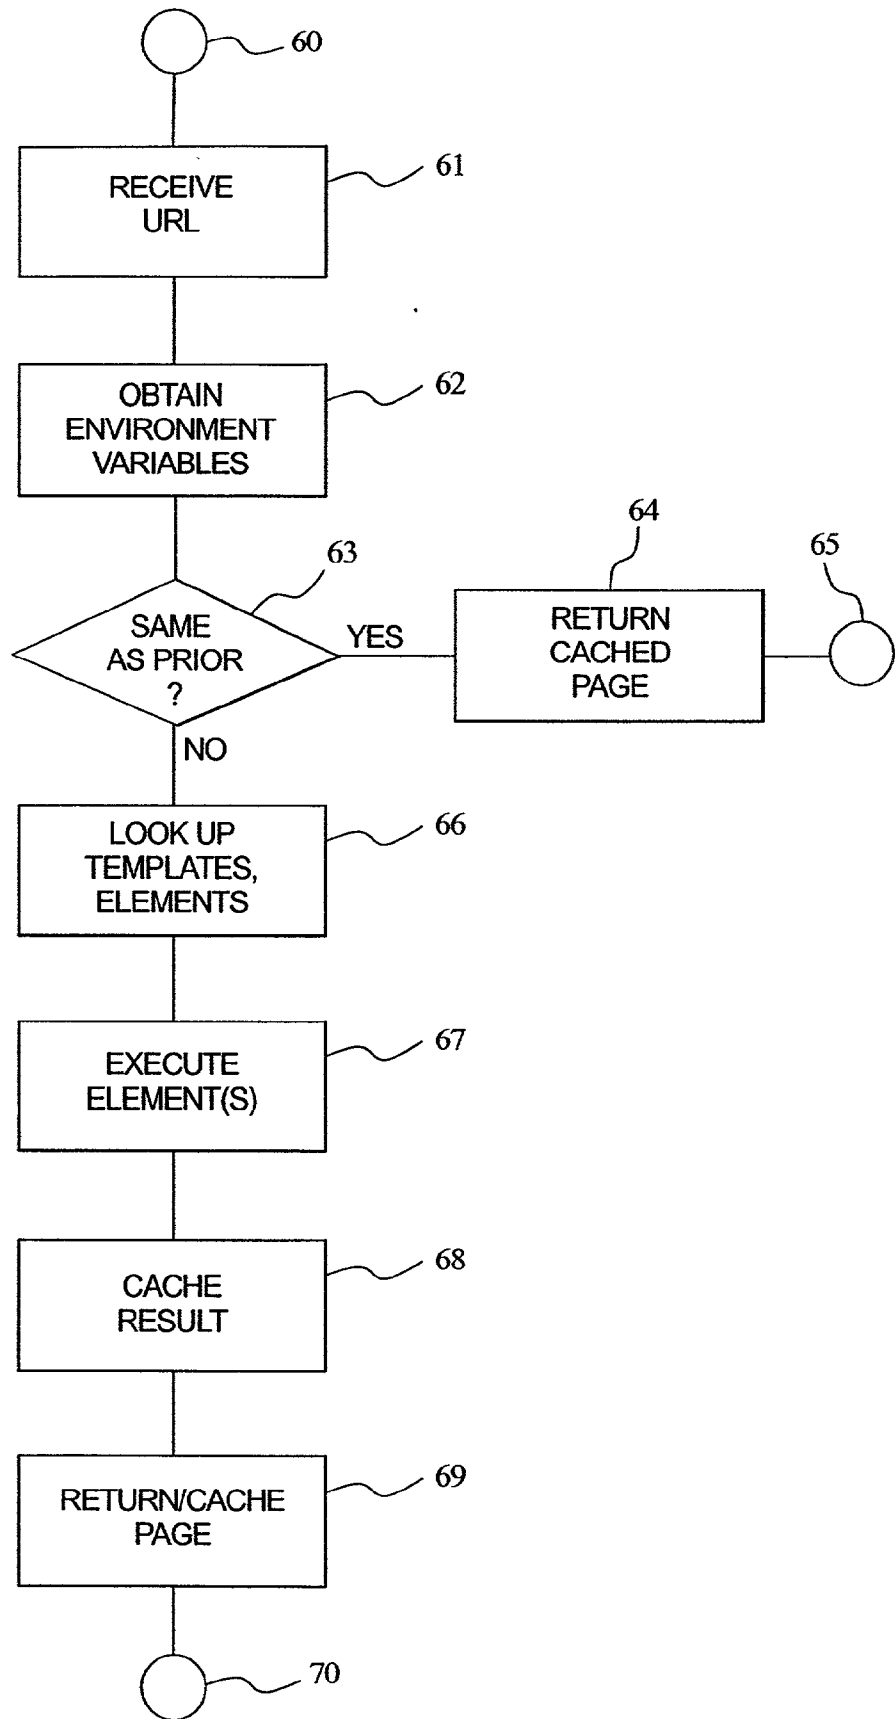 60
RECEIVE
URL
61
OBTAIN
ENVIRONMENT
VARIABLES
62
SAME
AS PRIOR
?
63
YES
RETURN
CACHED
PAGE
64
65
NO
LOOK UP
TEMPLATES,
ELEMENTS
66
EXECUTE
ELEMENT(S)
67
CACHE
RESULT
68
RETURN/CACHE
PAGE
69
70